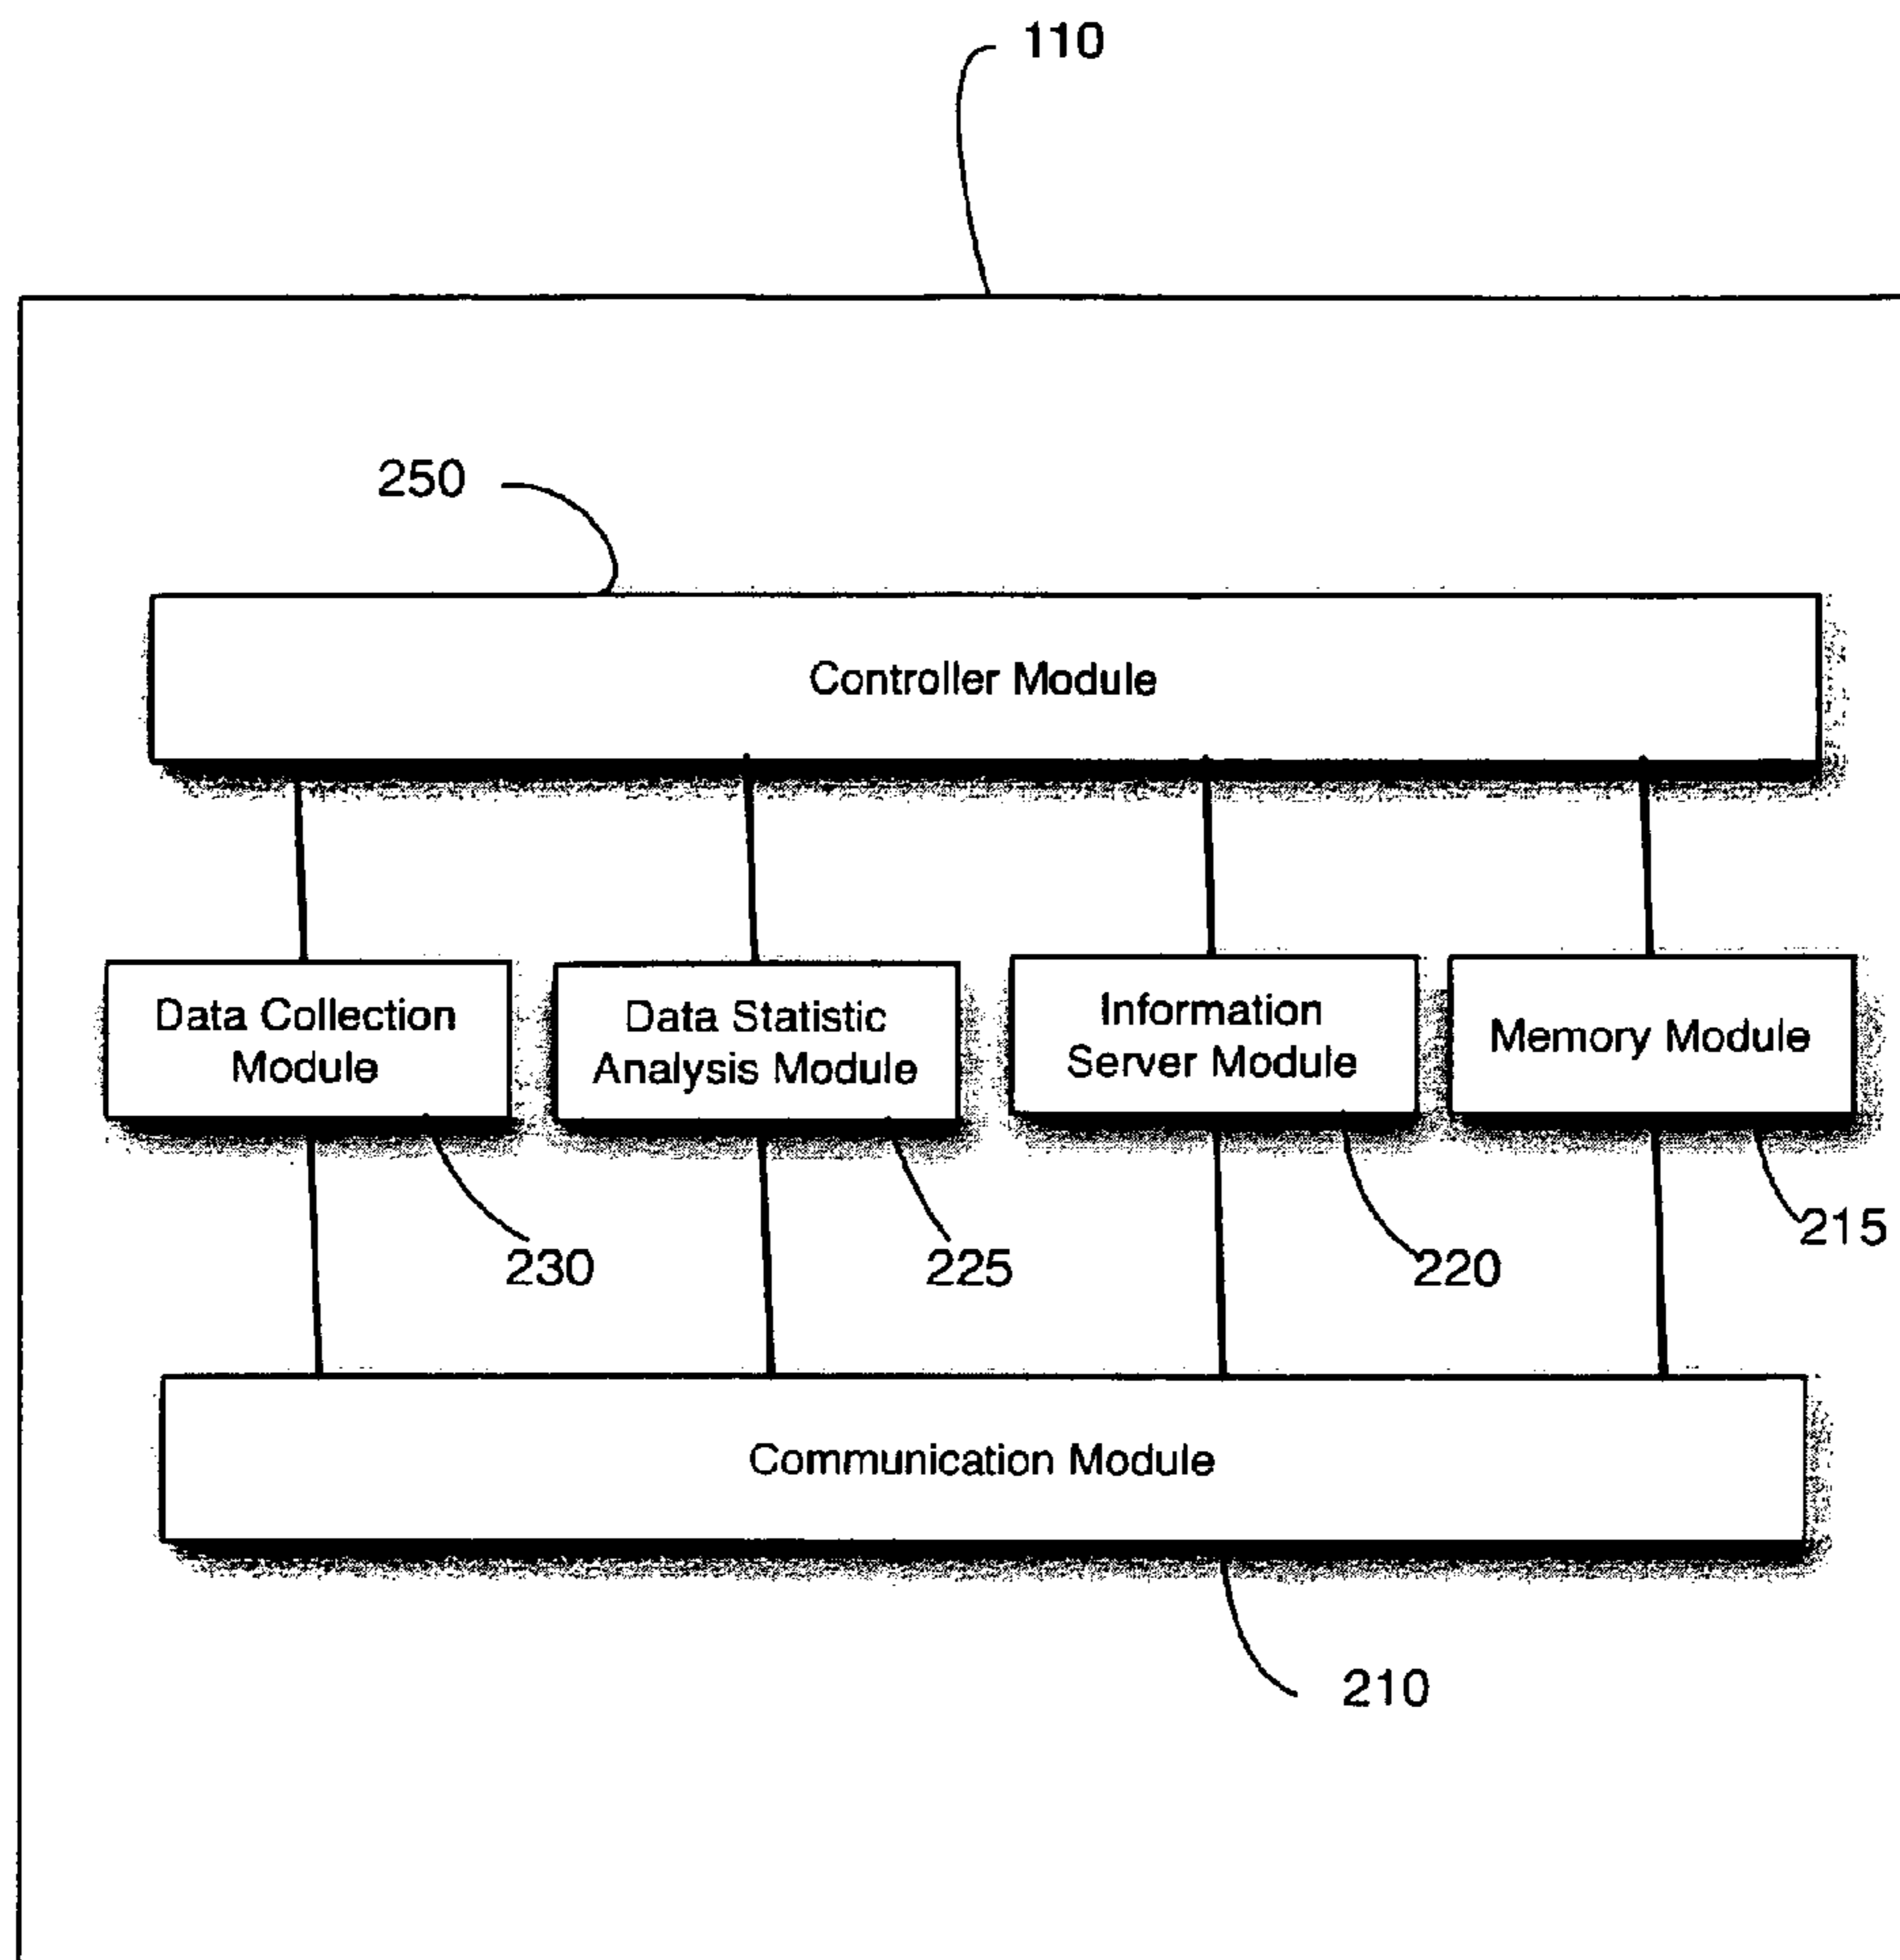 110
250
Controller Module
Data Collection
Module
Data Statistic
Analysis Module
Information
Server Module
Memory Module
230
225
220
215
Communication Module
210